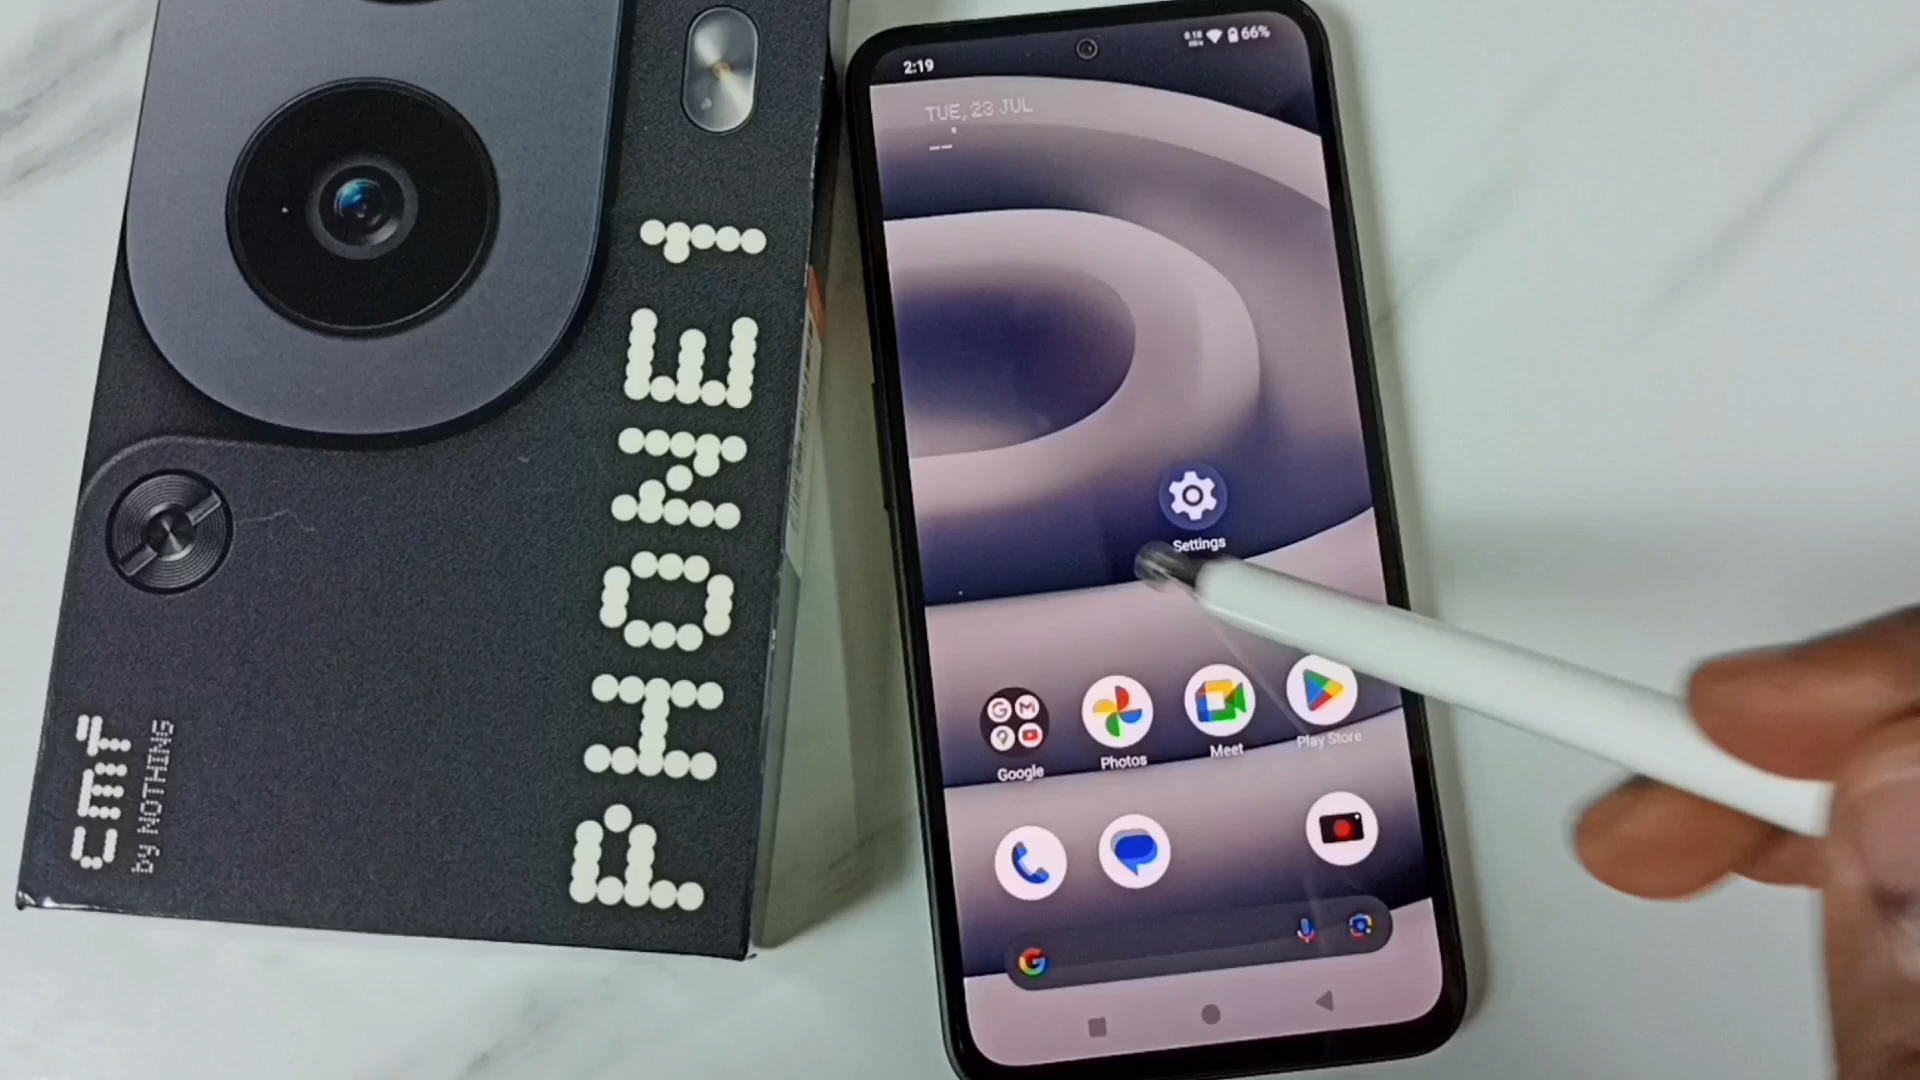 PHONE 1
cmf
by NOTHING
2:19
66%
TUE, 23 JUL
Settings
Google
Photos
Meet
Play Store